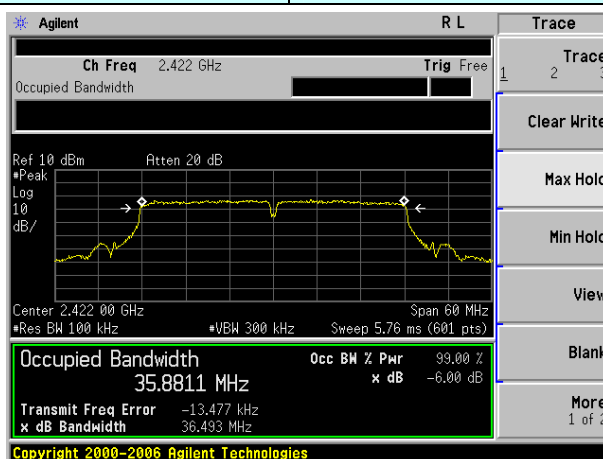 Agilent R L Trace
Ch Freq 2.422 GHz Trig Free
Occupied Bandwidth
Trace
1 2 3
Clear Write
Max Hold
Min Hold
View
Blank
More
1 of 2
Ref 10 dBm Atten 20 dB
#Peak
Log
10
dB/
Center 2.422 00 GHz Span 60 MHz
#Res BW 100 kHz #VBW 300 kHz Sweep 5.76 ms (601 pts)
Occupied Bandwidth Occ BW % Pwr 99.00 %
35.8811 MHz x dB -6.00 dB
Transmit Freq Error -13.477 kHz
x dB Bandwidth 36.493 MHz
Copyright 2000-2006 Agilent Technologies